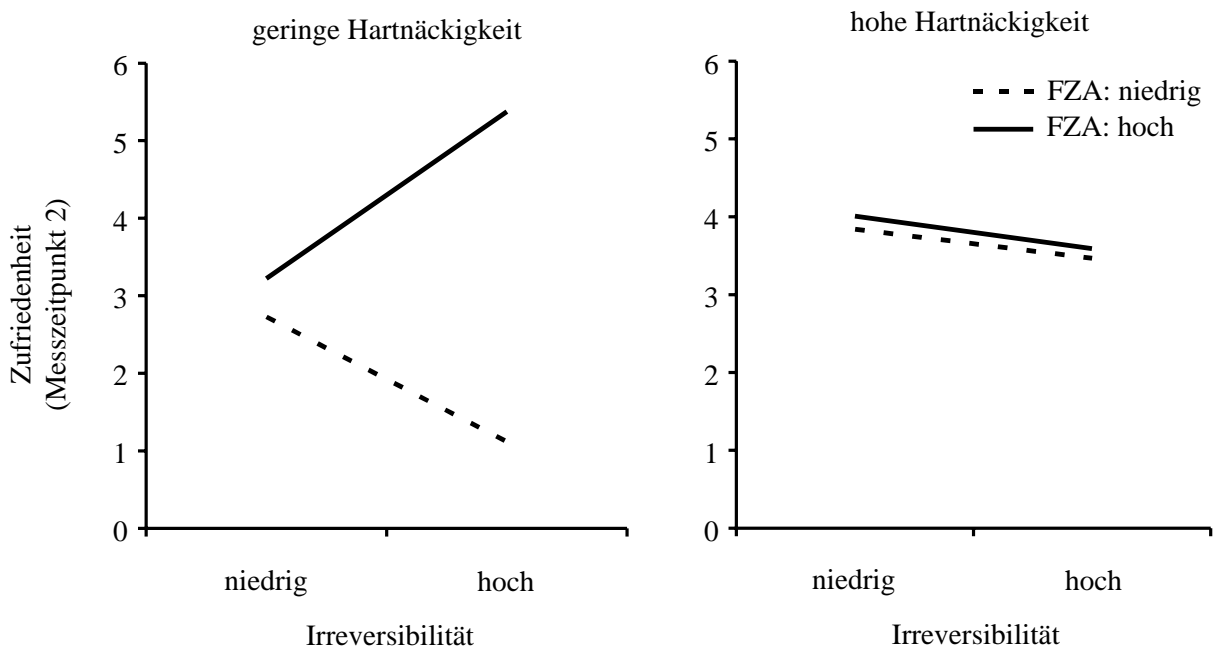 geringe Hartnäckigkeit
6
5
4
3
2
1
0
Zufriedenheit
(Messzeitpunkt 2)
niedrig
hoch
Irreversibilität
hohe Hartnäckigkeit
6
5
4
3
2
1
0
FZA: niedrig
FZA: hoch
niedrig
hoch
Irreversibilität